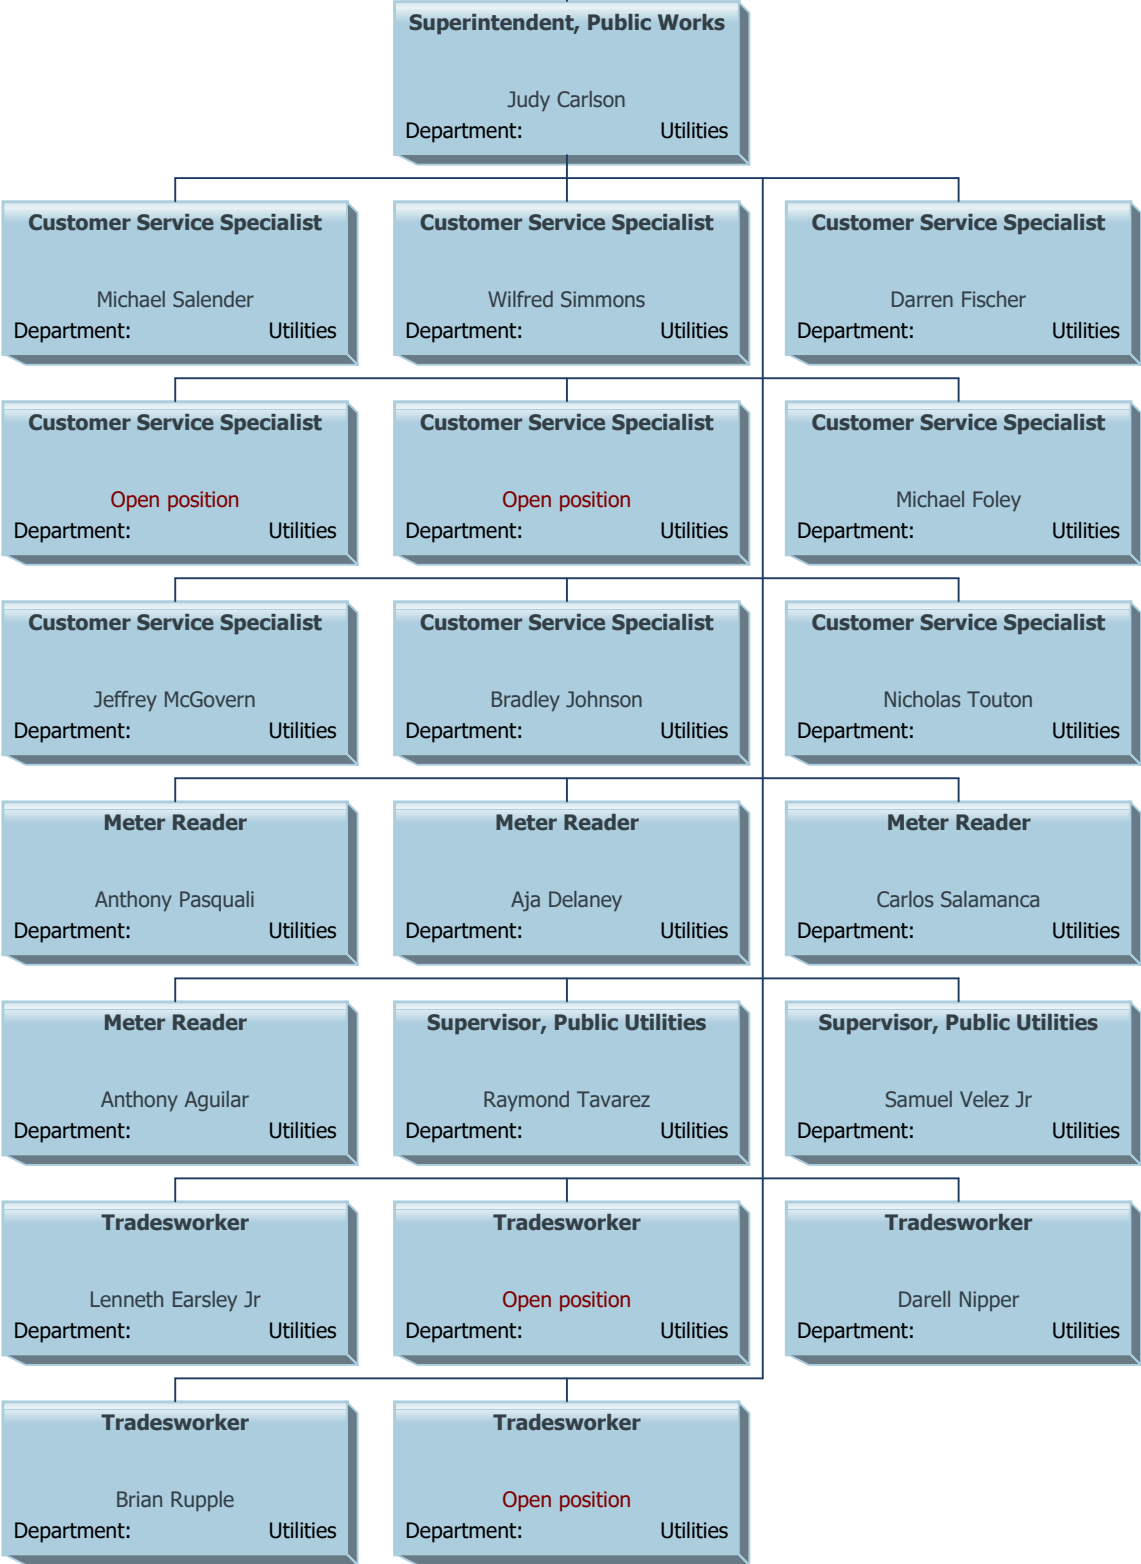 Superintendent, Public Works
Judy Carlson
Department: Utilities
Customer Service Specialist
Michael Salender
Department: Utilities
Customer Service Specialist
Wilfred Simmons
Department: Utilities
Customer Service Specialist
Darren Fischer
Department: Utilities
Customer Service Specialist
Open position
Department: Utilities
Customer Service Specialist
Open position
Department: Utilities
Customer Service Specialist
Michael Foley
Department: Utilities
Customer Service Specialist
Jeffrey McGovern
Department: Utilities
Customer Service Specialist
Bradley Johnson
Department: Utilities
Customer Service Specialist
Nicholas Touton
Department: Utilities
Meter Reader
Anthony Pasquali
Department: Utilities
Meter Reader
Aja Delaney
Department: Utilities
Meter Reader
Carlos Salamanca
Department: Utilities
Meter Reader
Anthony Aguilar
Department: Utilities
Supervisor, Public Utilities
Raymond Tavarez
Department: Utilities
Supervisor, Public Utilities
Samuel Velez Jr
Department: Utilities
Tradesworker
Lenneth Earsley Jr
Department: Utilities
Tradesworker
Open position
Department: Utilities
Tradesworker
Darell Nipper
Department: Utilities
Tradesworker
Brian Rupple
Department: Utilities
Tradesworker
Open position
Department: Utilities